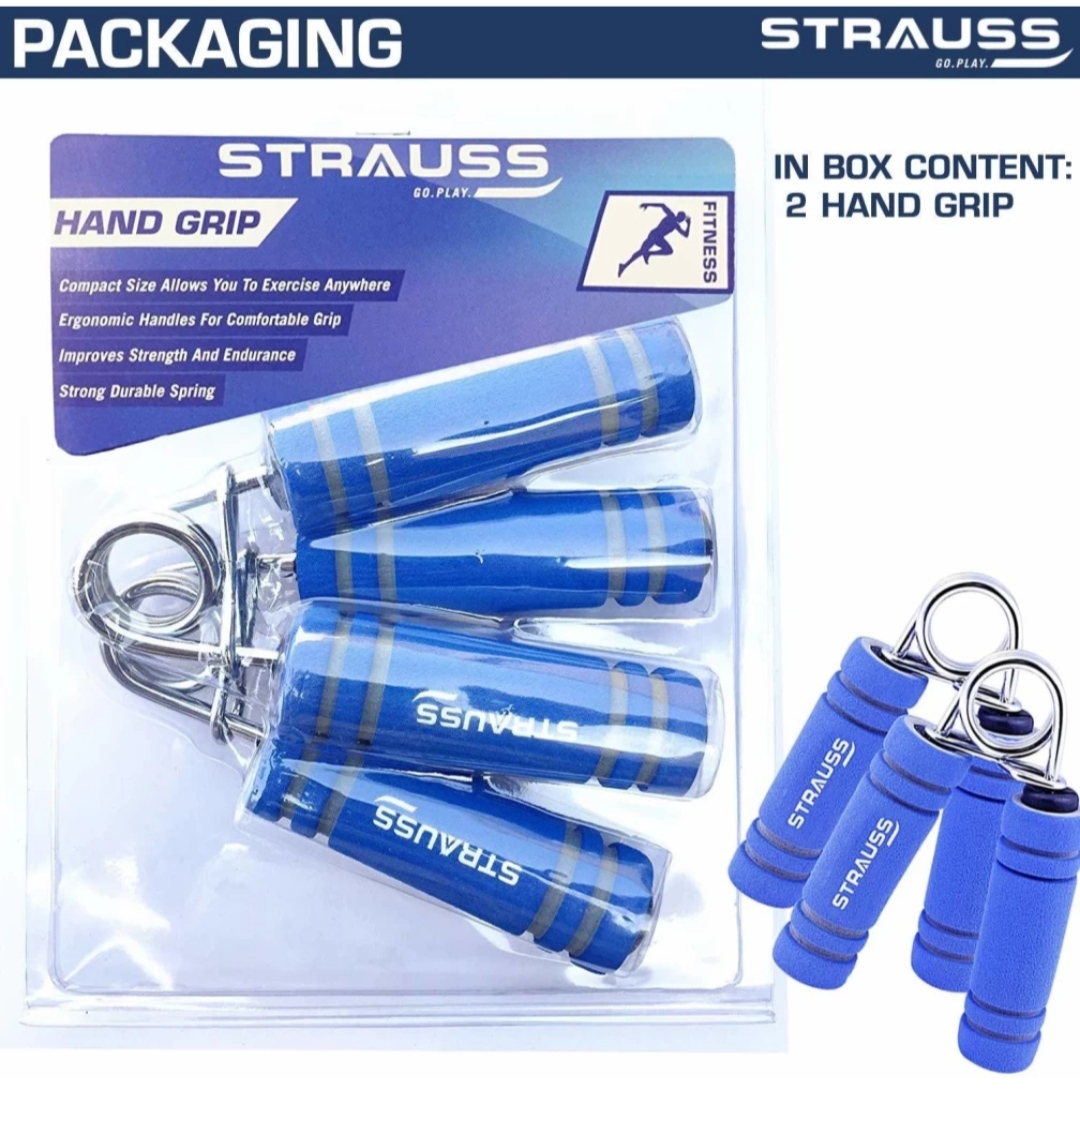 PACKAGING
STRAUSS
GO.PLAY.
STRAUSS
GO.PLAY.
HAND GRIP
FITNESS
Compact Size Allows You To Exercise Anywhere
Ergonomic Handles For Comfortable Grip
Improves Strength And Endurance
Strong Durable Spring
IN BOX CONTENT:
2 HAND GRIP
STRAUSS
STRAUSS
STRAUSS
STRAUSS